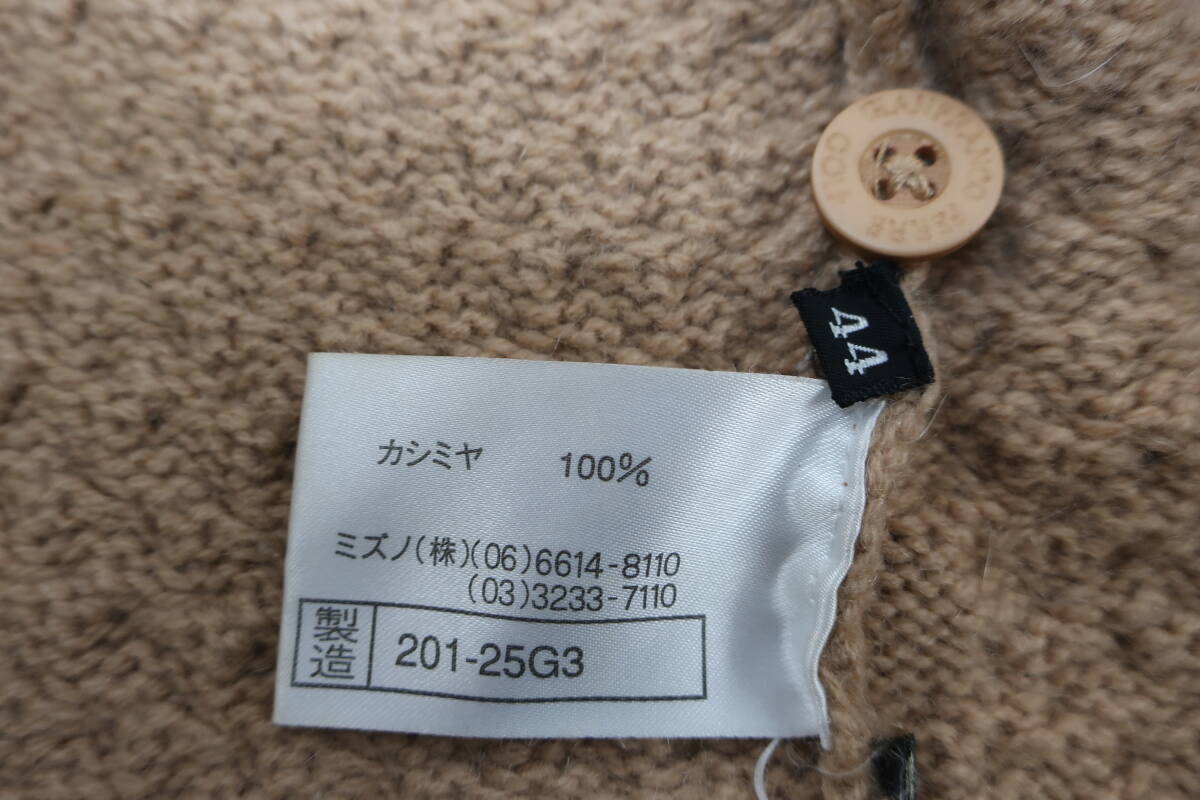 44
カシミヤ 100%
ミズノ(株)(06)6614-8110
(03)3233-7110
製造 201-25G3